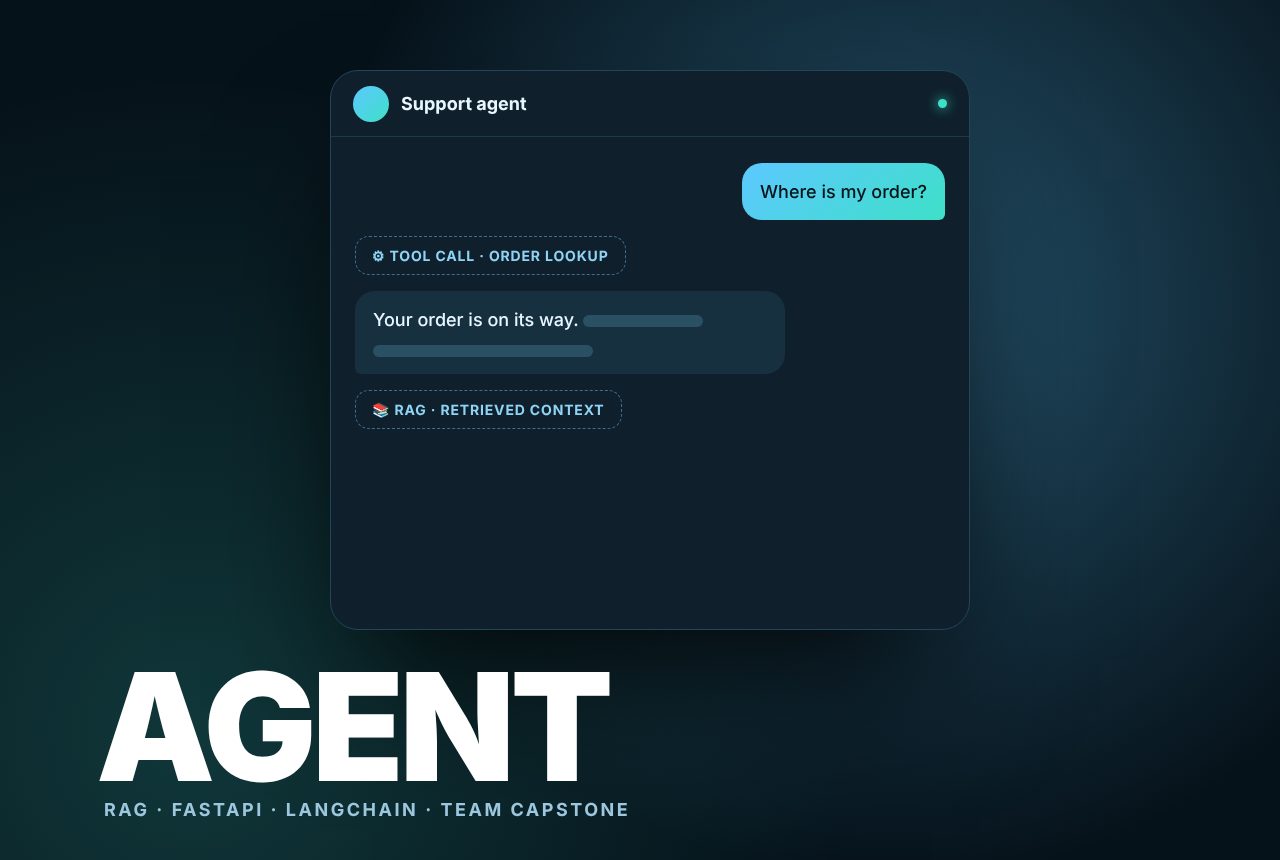 Support agent
Where is my order?
⚙ TOOL CALL · ORDER LOOKUP
Your order is on its way.
📚 RAG · RETRIEVED CONTEXT
AGENT
RAG · FASTAPI · LANGCHAIN · TEAM CAPSTONE